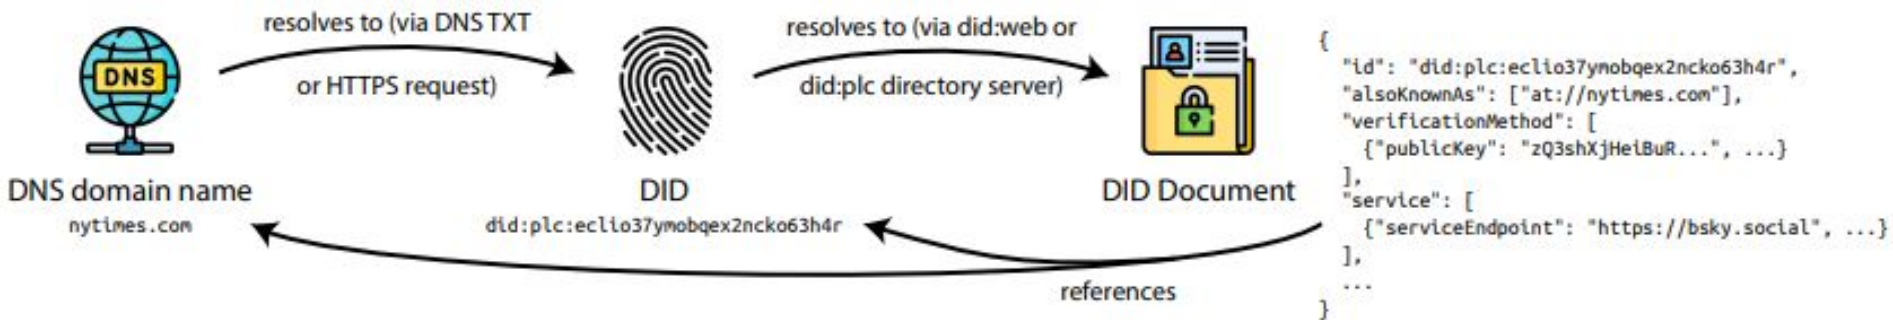 resolves to (via DNS TXT
or HTTPS request)
resolves to (via did:web or
did:plc directory server)
DNS
DNS domain name
nytimes.com
DID
did:plc:eclio37ymobqex2ncko63h4r
DID Document
references
{
"id": "did:plc:eclio37ymobqex2ncko63h4r",
"alsoKnownAs": ["at://nytimes.com"],
"verificationMethod": [
{"publicKey": "zQ3shXjHeiBuR...", ...}
],
"service": [
{"serviceEndpoint": "https://bsky.social", ...}
],
...
}